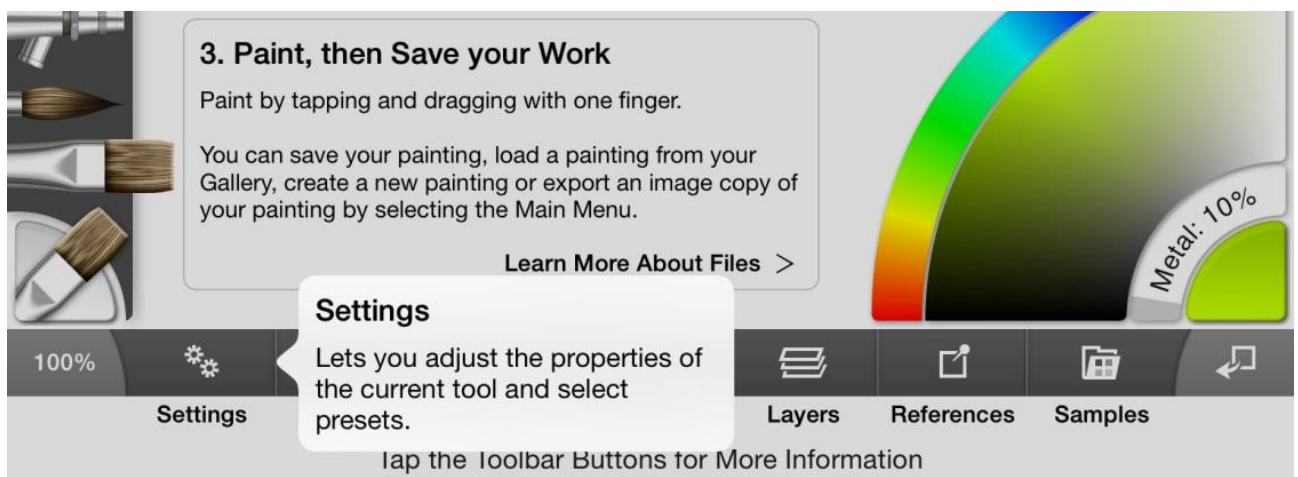 3. Paint, then Save your Work
Paint by tapping and dragging with one finger.
You can save your painting, load a painting from your
Gallery, create a new painting or export an image copy of
your painting by selecting the Main Menu.
Learn More About Files >
Metal: 10%
Settings
Lets you adjust the properties of
the current tool and select
presets.
100%
Settings
Layers
References
Samples
Tap the Toolbar Buttons for More Information